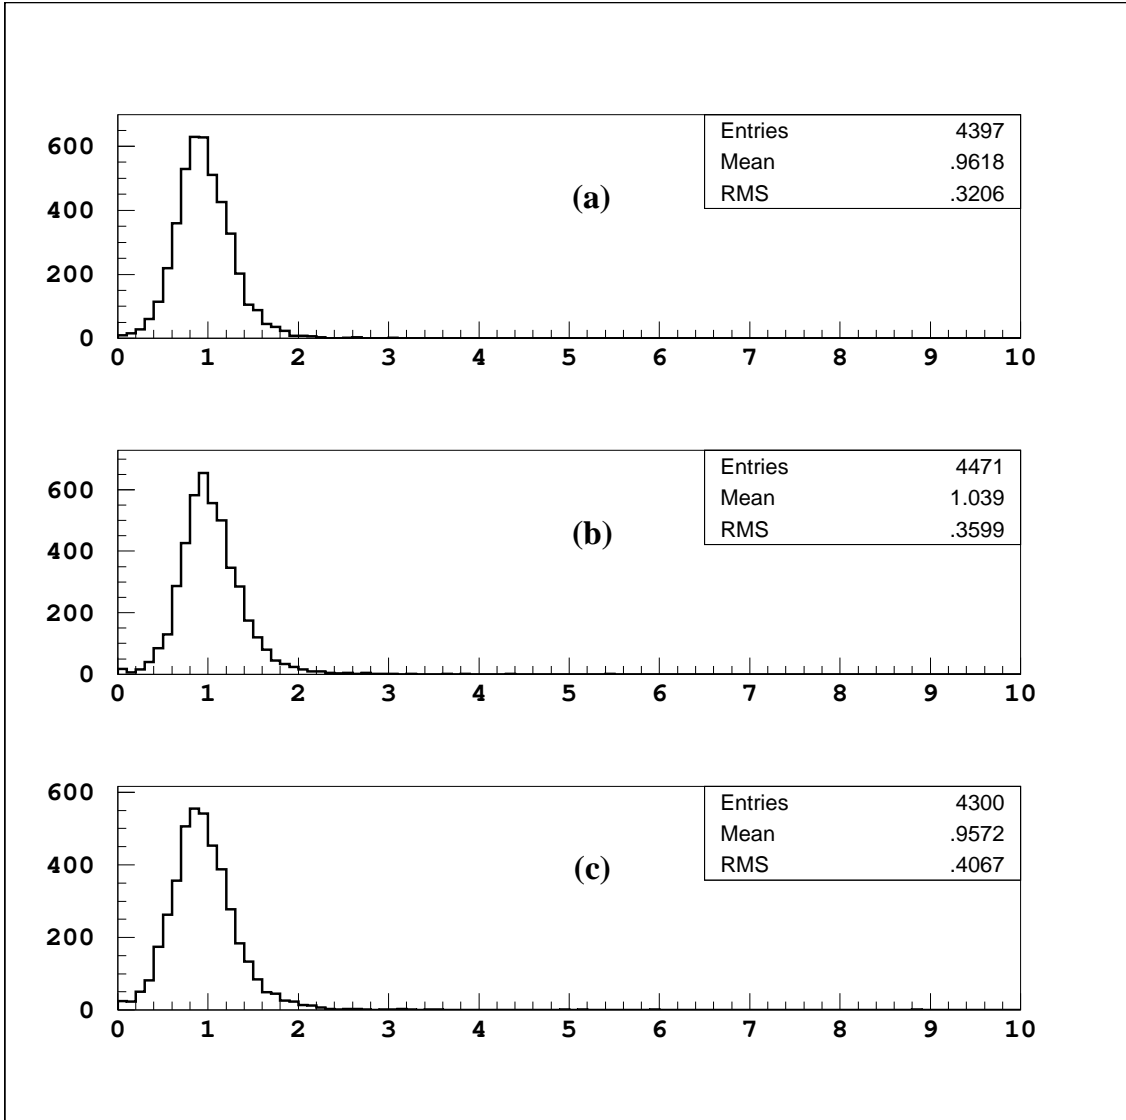 Entries 4397
Mean .9618
RMS .3206
(a)
600
400
200
0
0 1 2 3 4 5 6 7 8 9 10
Entries 4471
Mean 1.039
RMS .3599
(b)
600
400
200
0
0 1 2 3 4 5 6 7 8 9 10
Entries 4300
Mean .9572
RMS .4067
(c)
600
400
200
0
0 1 2 3 4 5 6 7 8 9 10